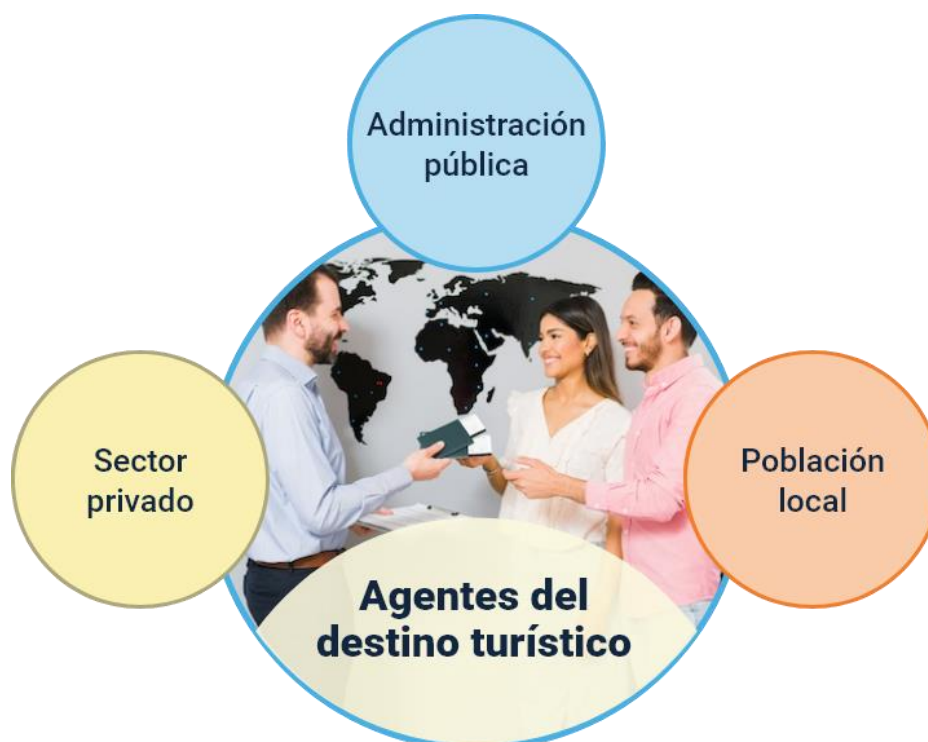 Administración
pública
Sector
privado
Población
local
Agentes del
destino turístico